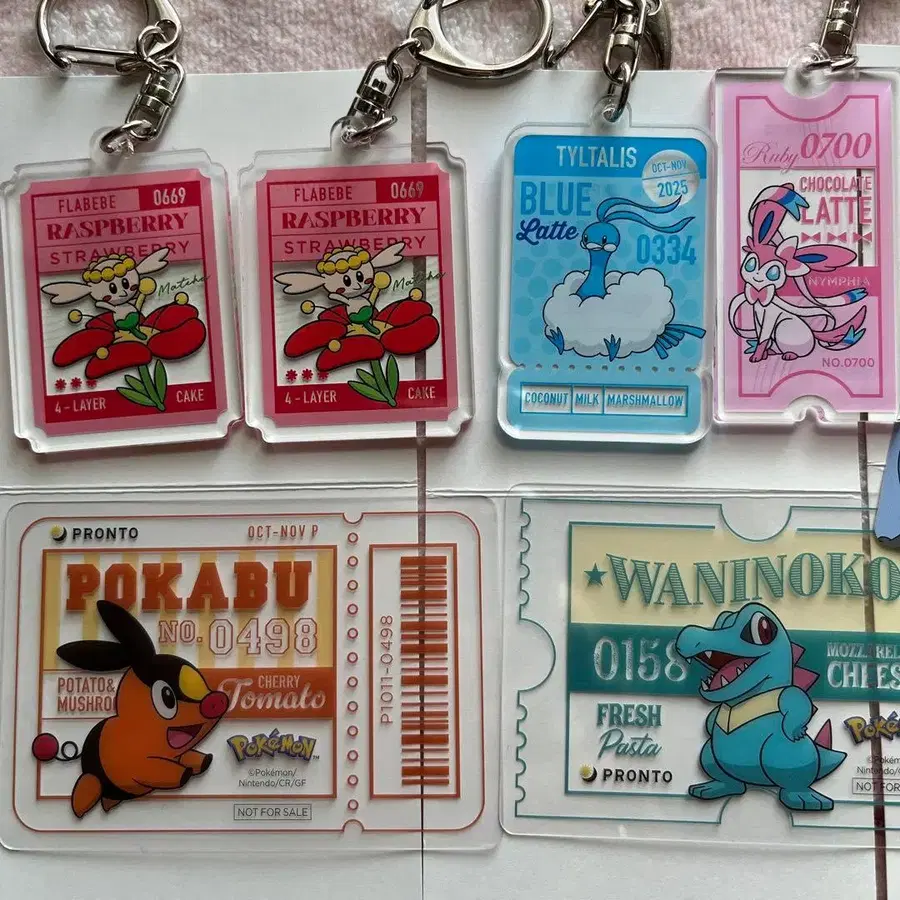 FLABEBE 0669
RASPBERRY
STRAWBERRY
Matcha
4-LAYER CAKE
FLABEBE 0669
RASPBERRY
STRAWBERRY
Matcha
4-LAYER CAKE
TYLTALIS
OCT-NOV
2025
BLUE
Latte
0334
COCONUT MILK MARSHMALLOW
Ruby 0700
CHOCOLATE
LATTE
NYMPHIA
NO.0700
PRONTO
OCT-NOV P
POKABU
NO. 0498
POTATO&
MUSHRO
CHERRY
Tomato
POKÉMON
©Pokémon/
Nintendo/CR/GF
NOT FOR SALE
P1011-0498
WANINOKO
0158
CHEES
FRESH
Pasta
PRONTO